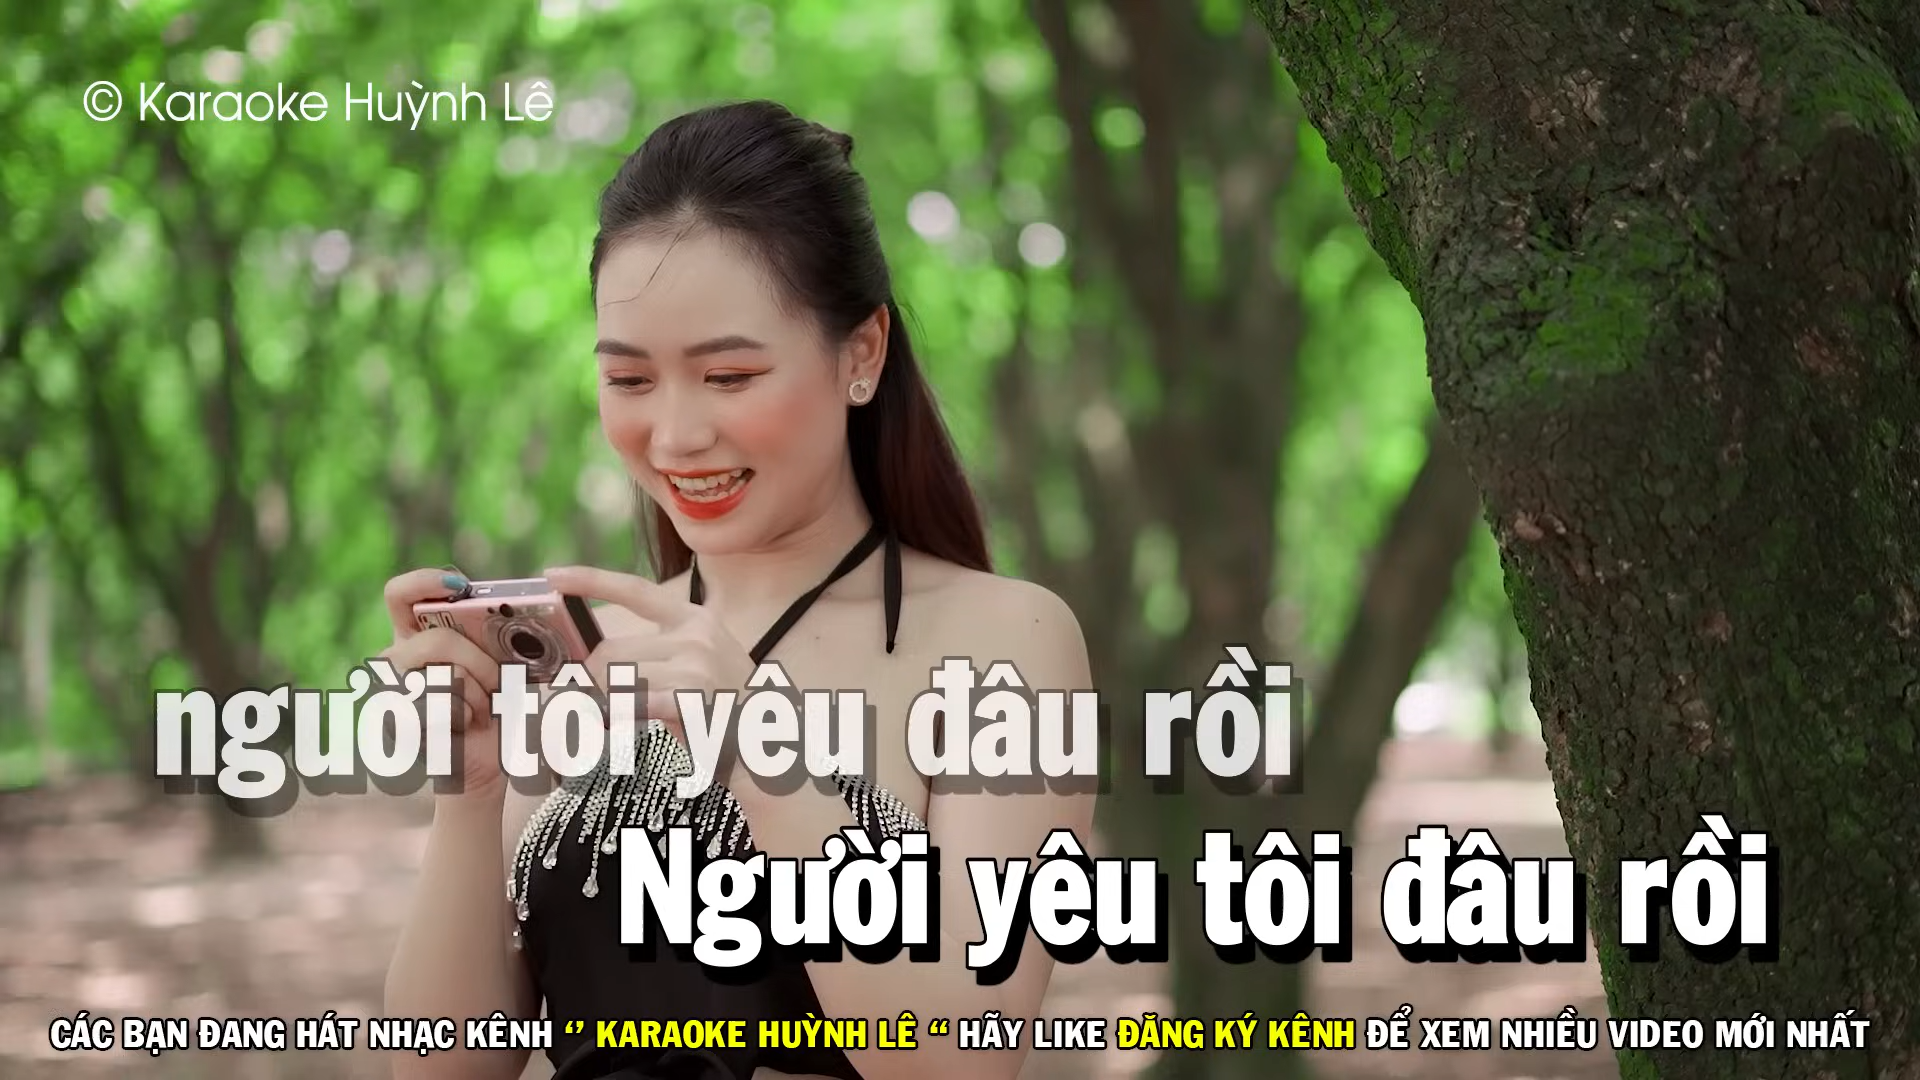 © Karaoke Huỳnh Lê
người tôi yêu đâu rồi
Người yêu tôi đâu rồi
CÁC BẠN ĐANG HÁT NHẠC KÊNH ‘’ KARAOKE HUỲNH LÊ “ HÃY LIKE ĐĂNG KÝ KÊNH ĐỂ XEM NHIỀU VIDEO MỚI NHẤT